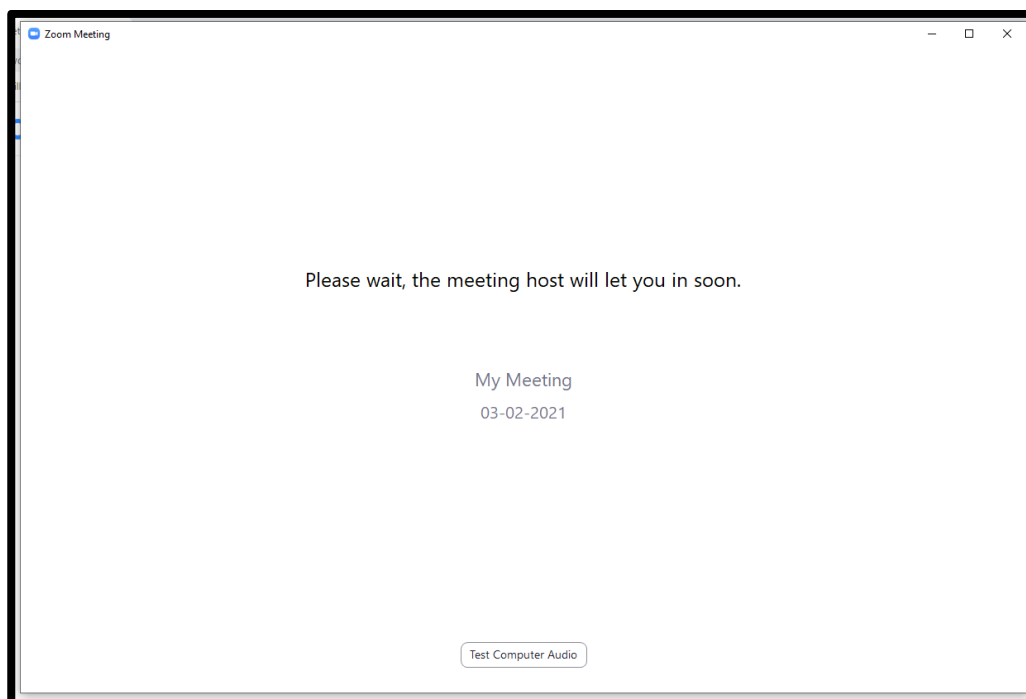 Zoom Meeting
Please wait, the meeting host will let you in soon.
My Meeting
03-02-2021
Test Computer Audio